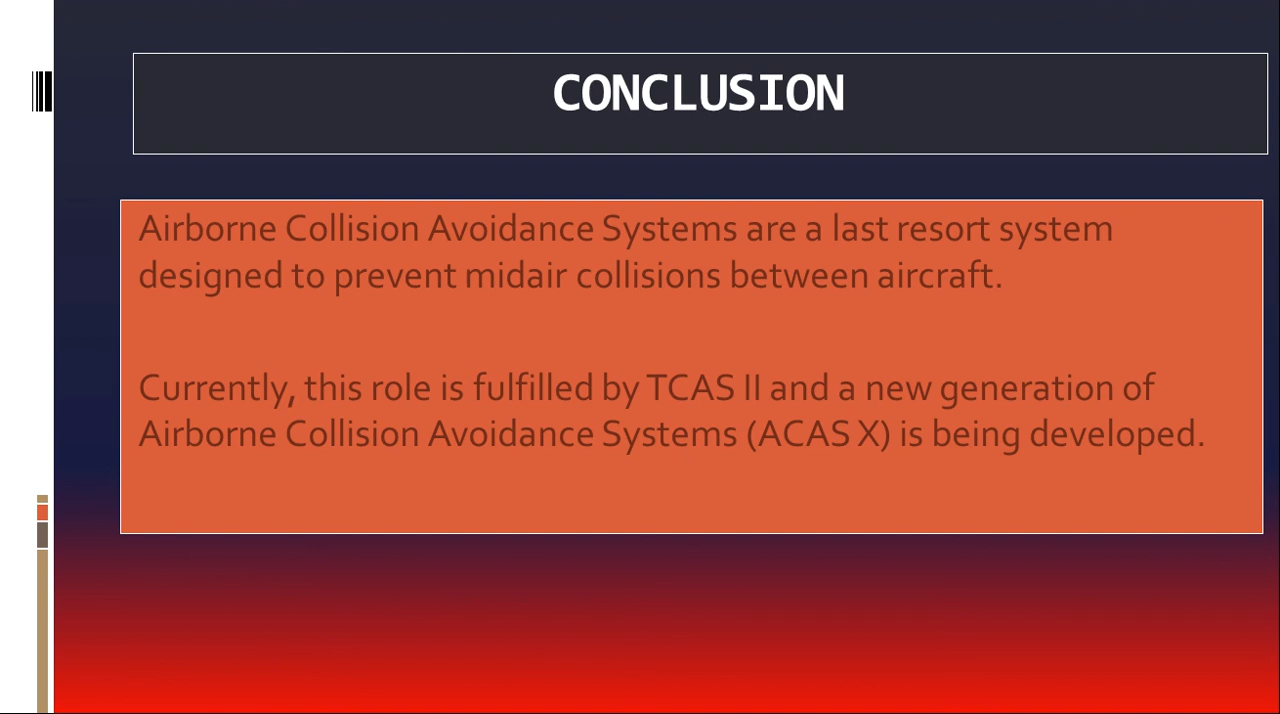 CONCLUSION
Airborne Collision Avoidance Systems are a last resort system
designed to prevent midair collisions between aircraft.
Currently, this role is fulfilled by TCAS II and a new generation of
Airborne Collision Avoidance Systems (ACAS X) is being developed.